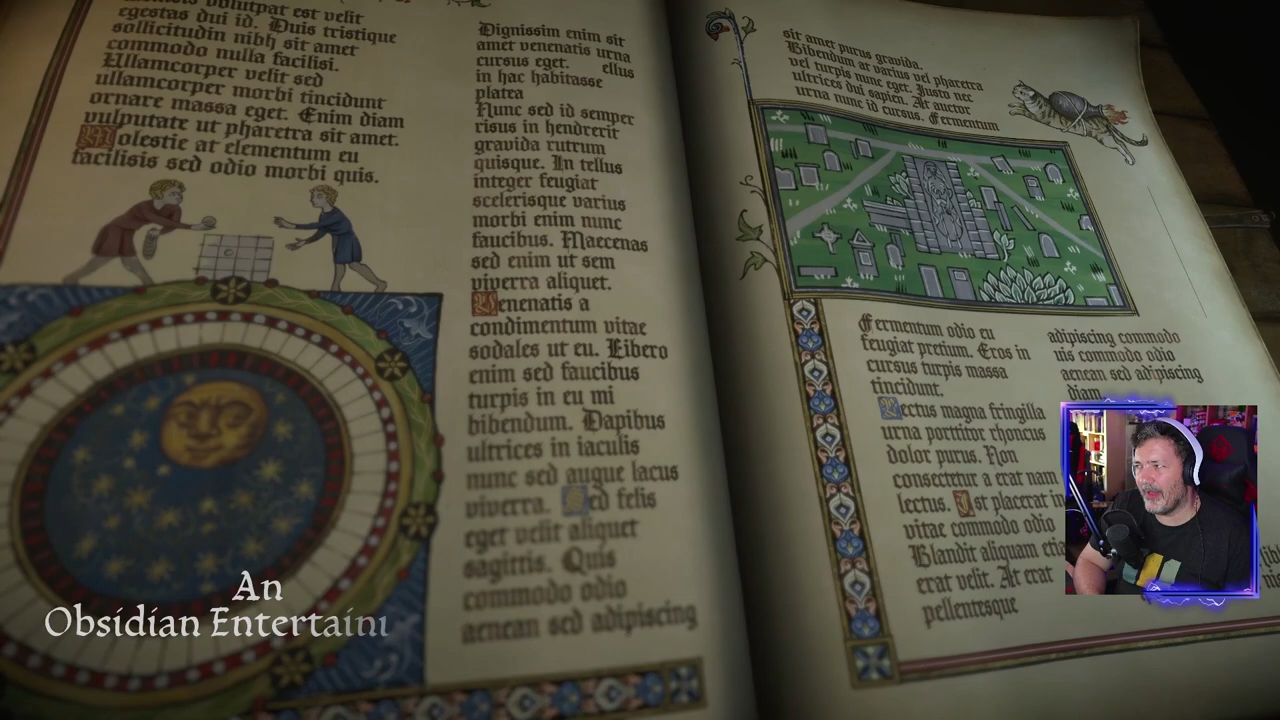 volutpat est velit
egestas dui id. Duis tristique
sollicitudin nibh sit amet
commodo nulla facilisi.
Ullamcorper velit sed
ullamcorper morbi tincidunt
ornare massa eget. Enim diam
vulputate ut pharetra sit amet.
Molestie at elementum eu
facilisis sed odio morbi quis.
Dignissim enim sit
amet venenatis urna
cursus eget. ellus
in hac habitasse
platea
Nunc sed id semper
risus in hendrerit
gravida rutrum
quisque. In tellus
integer feugiat
scelerisque varius
morbi enim nunc
faucibus. Maecenas
sed enim ut sem
viverra aliquet.
Venenatis a
condimentum vitae
sodales ut eu. Libero
enim sed faucibus
turpis in eu mi
bibendum. Dapibus
ultrices in iaculis
nunc sed augue lacus
viverra. Sed felis
eget velit aliquet
sagittis. Quis
commodo odio
aenean sed adipiscing
sit amet purus gravida.
Bibendum at varius vel pharetra
vel turpis nunc eget. Justo nec
ultrices dui sapien. At auctor
urna nunc id cursus. Fermentum
Fermentum odio eu
feugiat pretium. Eros in
cursus turpis massa
tincidunt.
Lectus magna fringilla
urna porttitor rhoncus
dolor purus. Non
consectetur a erat nam
lectus. Est placerat in
vitae commodo odio
Blandit aliquam etia
erat velit. At erat
pellentesque
adipiscing commodo
uis commodo odio
aenean sed adipiscing
diam
An
Obsidian Entertainı